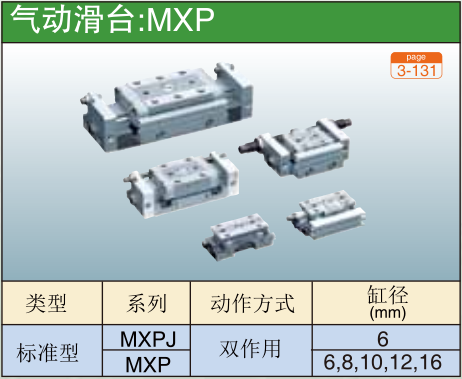 气动滑台:MXP
page
3-131
类型 系列 动作方式 缸径
(mm)
标准型 MXPJ 双作用 6
MXP 6,8,10,12,16